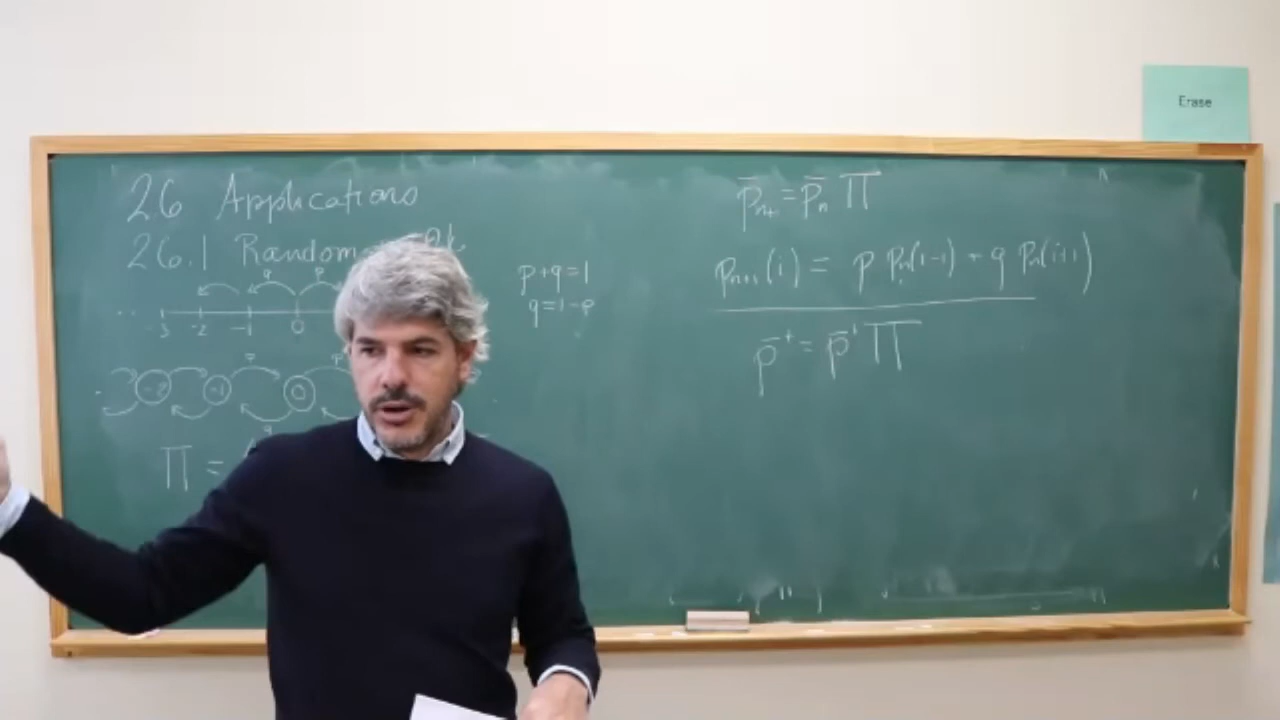 26 Applications
26.1 Random
q p
-3 -2 -1 0
p+q=1
q=1-p
p p
-2 -1 0
q
Π =
p̄ₙ₊ = p̄ₙ Π
pₙ₊₁(i) = p pₙ(i-1) + q pₙ(i+1)
p̄⁺ = p̄⁺ Π
Erase